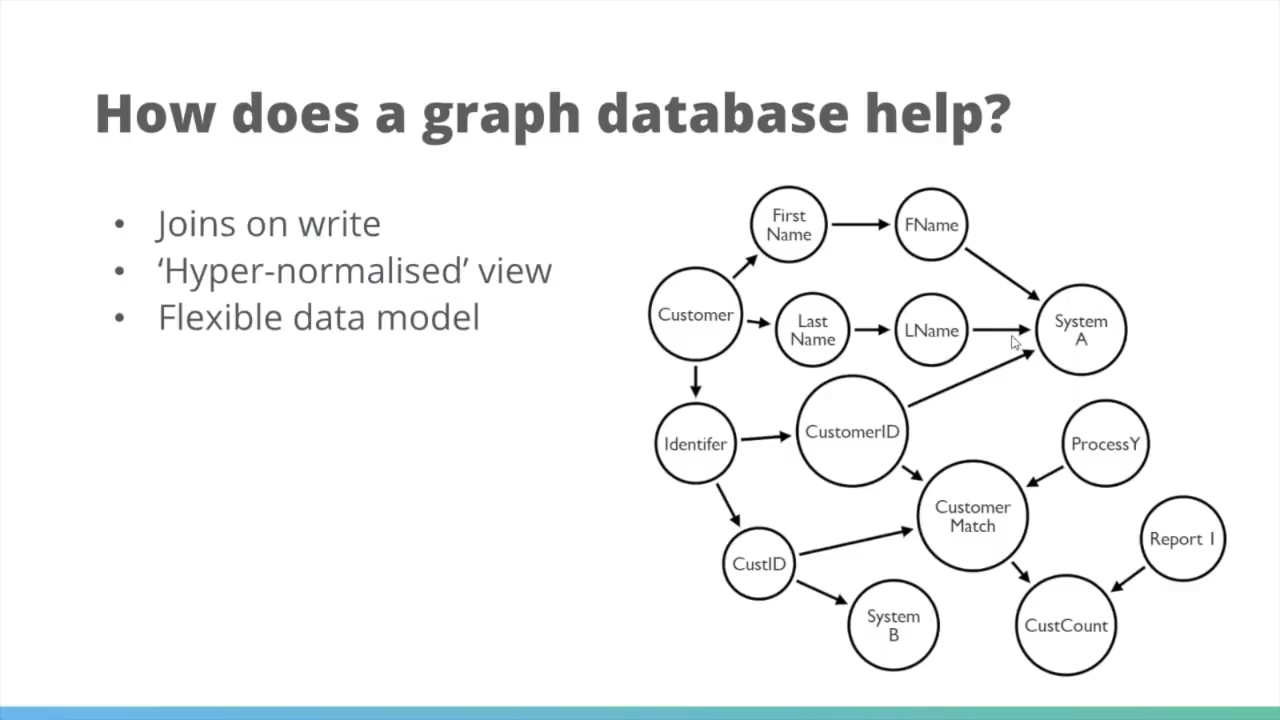 How does a graph database help?
• Joins on write
• ‘Hyper-normalised’ view
• Flexible data model
First
Name
FName
Customer
Last
Name
LName
System
A
Identifer
CustomerID
ProcessY
Customer
Match
Report 1
CustID
System
B
CustCount